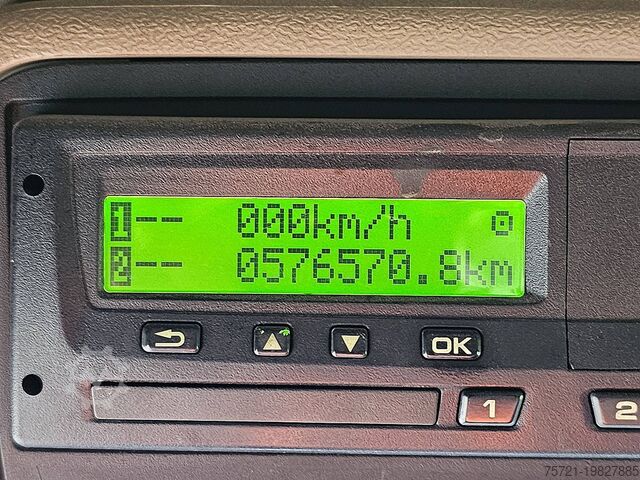 1-- 000km/h
2-- 0576570.8km
OK
1
2
75721-19827885